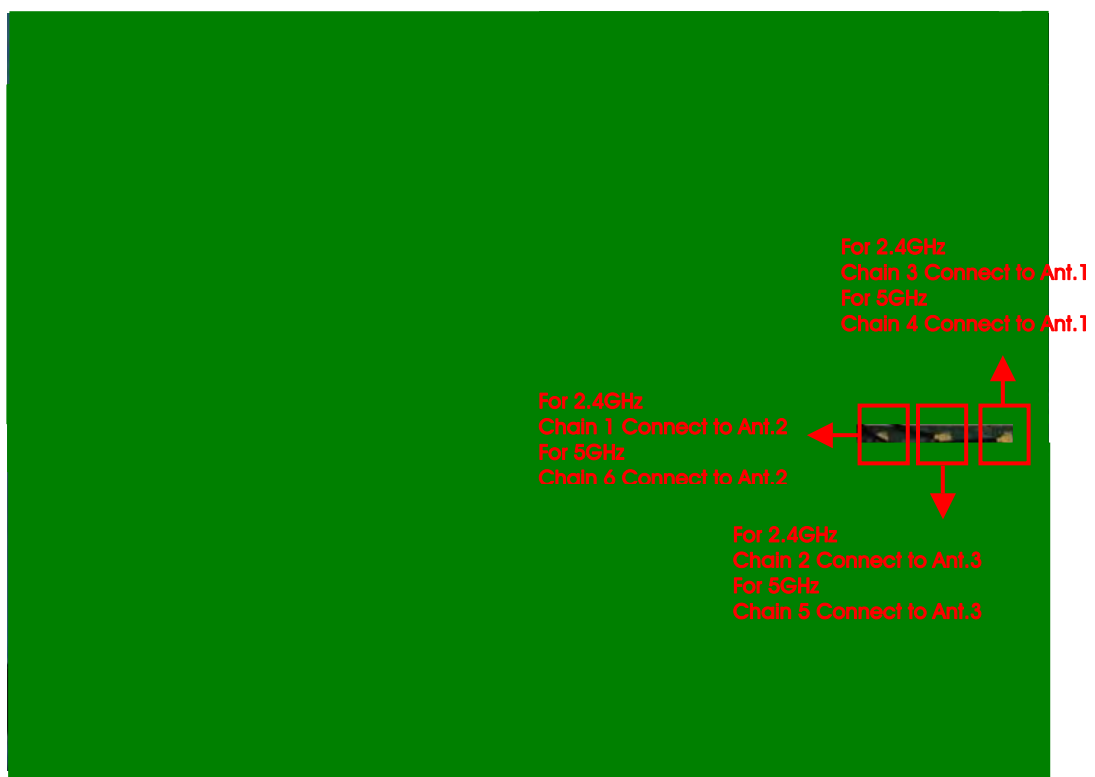 For 2.4GHz
Chain 3 Connect to Ant.1
For 5GHz
Chain 4 Connect to Ant.1
For 2.4GHz
Chain 1 Connect to Ant.2
For 5GHz
Chain 6 Connect to Ant.2
For 2.4GHz
Chain 2 Connect to Ant.3
For 5GHz
Chain 5 Connect to Ant.3